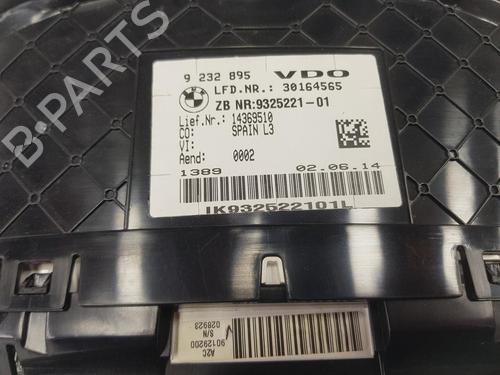 9 232 895 VDO
LFD.NR.: 30164565
ZB NR:9325221-01
Lief.Nr.: 14369510
CO: SPAIN L3
VI:
Aend: 0002
1389 02.06.14
IK932522101L
A2C
90129200
S/N
028923
B-PARTS